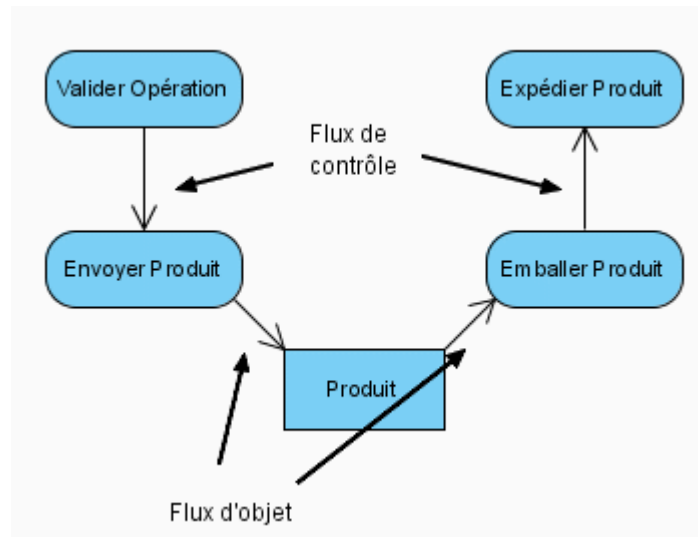 Valider Opération
Expédier Produit
Flux de
contrôle
Envoyer Produit
Emballer Produit
Produit
Flux d'objet